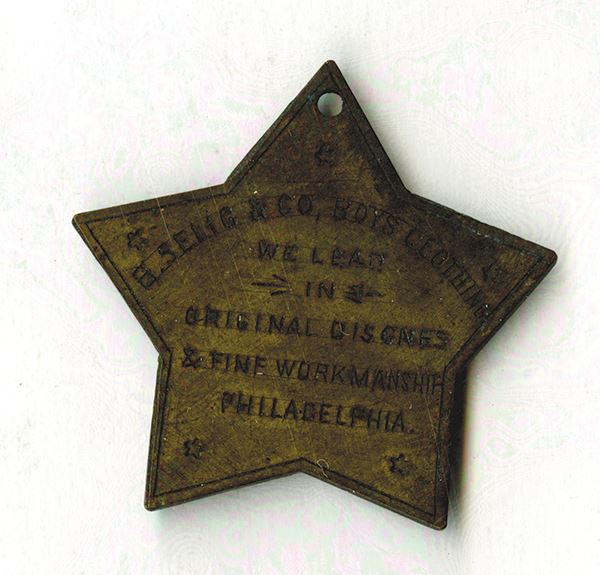 SELIG & CO, BOYS CLOTHING
WE LEAD
IN
ORIGINAL DISGNES
& FINE WORKMANSHIP
PHILADELPHIA.